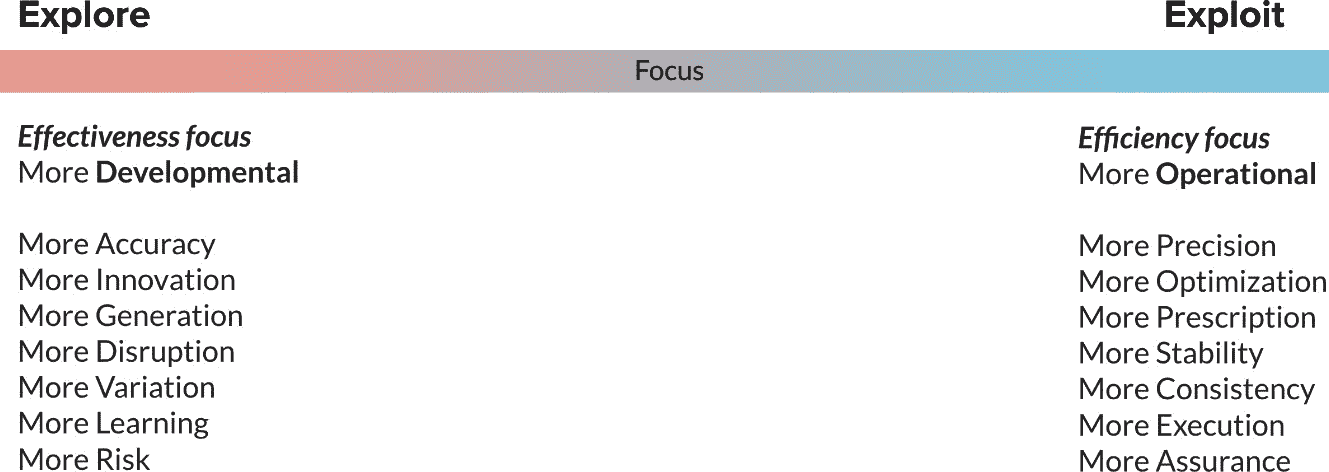 Explore
Exploit
Focus
Effectiveness focus
More Developmental
More Accuracy
More Innovation
More Generation
More Disruption
More Variation
More Learning
More Risk
Efficiency focus
More Operational
More Precision
More Optimization
More Prescription
More Stability
More Consistency
More Execution
More Assurance